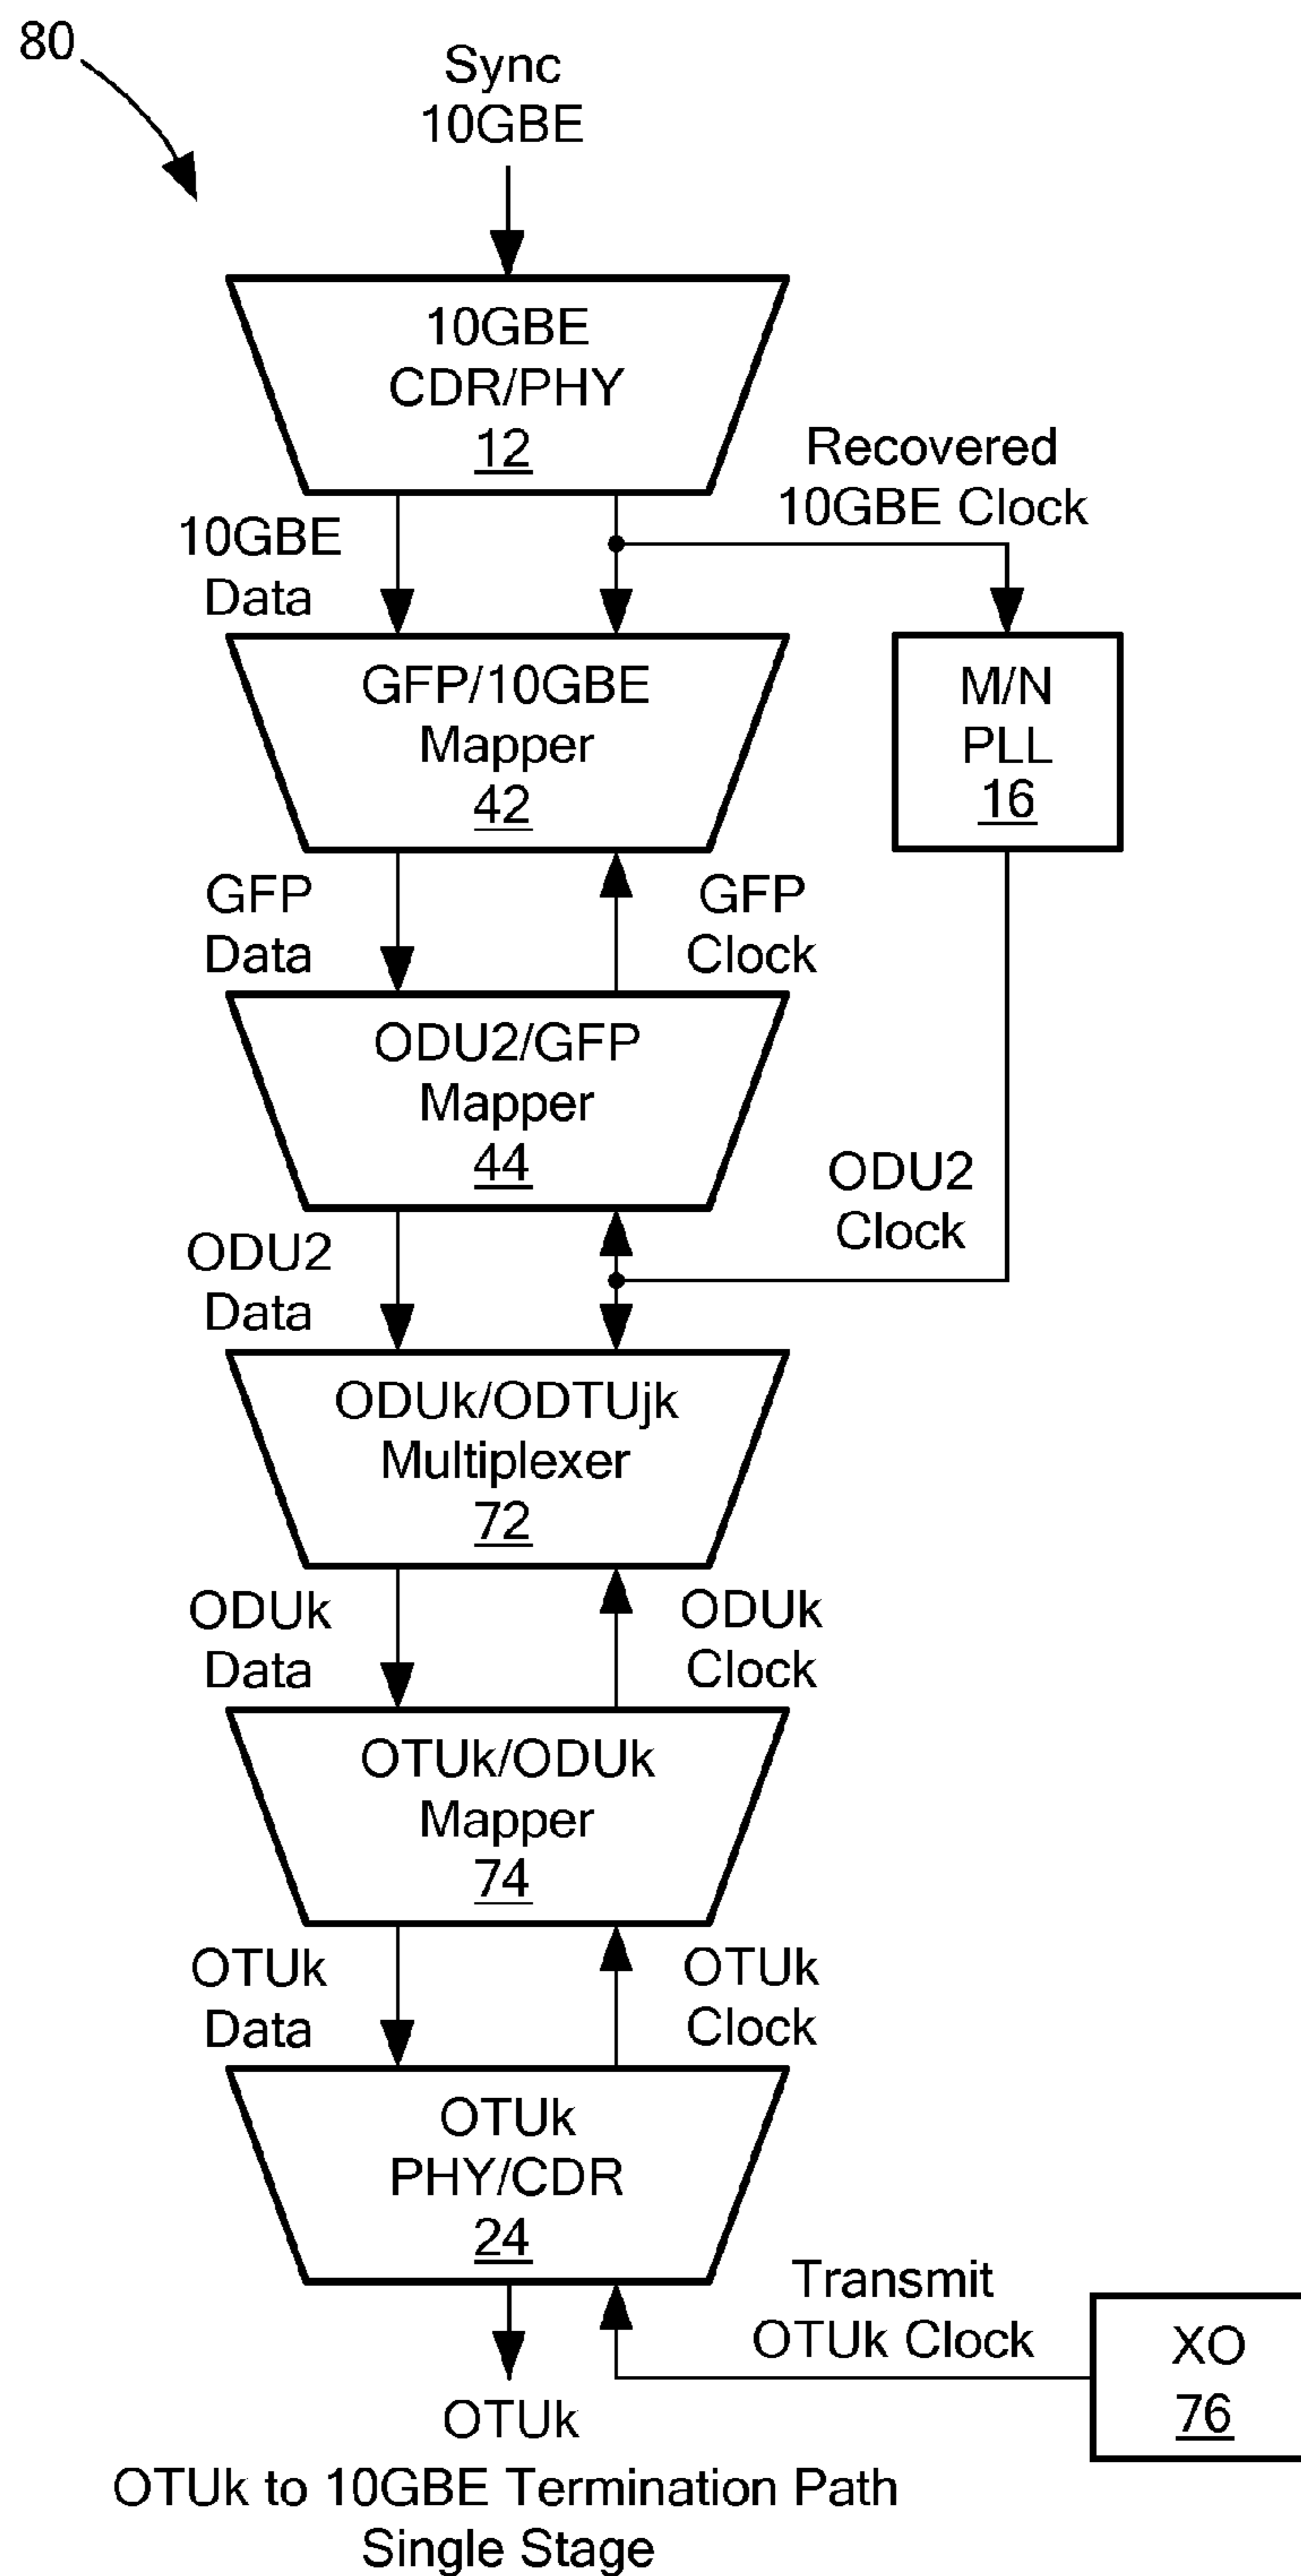 80
Sync
10GBE
10GBE
CDR/PHY
12
Recovered
10GBE Clock
10GBE
Data
GFP/10GBE
Mapper
42
M/N
PLL
16
GFP
Data
GFP
Clock
ODU2/GFP
Mapper
44
ODU2
Clock
ODU2
Data
ODUk/ODTUjk
Multiplexer
72
ODUk
Data
ODUk
Clock
OTUk/ODUk
Mapper
74
OTUk
Data
OTUk
Clock
OTUk
PHY/CDR
24
Transmit
OTUk Clock
XO
76
OTUk
OTUk to 10GBE Termination Path
Single Stage